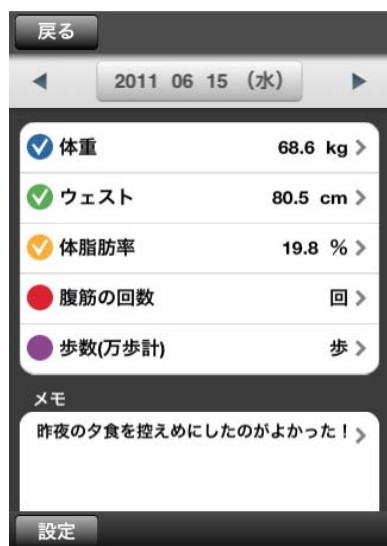 戻る
2011 06 15 （水）
体重 68.6 kg
ウェスト 80.5 cm
体脂肪率 19.8 %
腹筋の回数 回
歩数(万歩計) 歩
メモ
昨夜の夕食を控えめにしたのがよかった！
設定